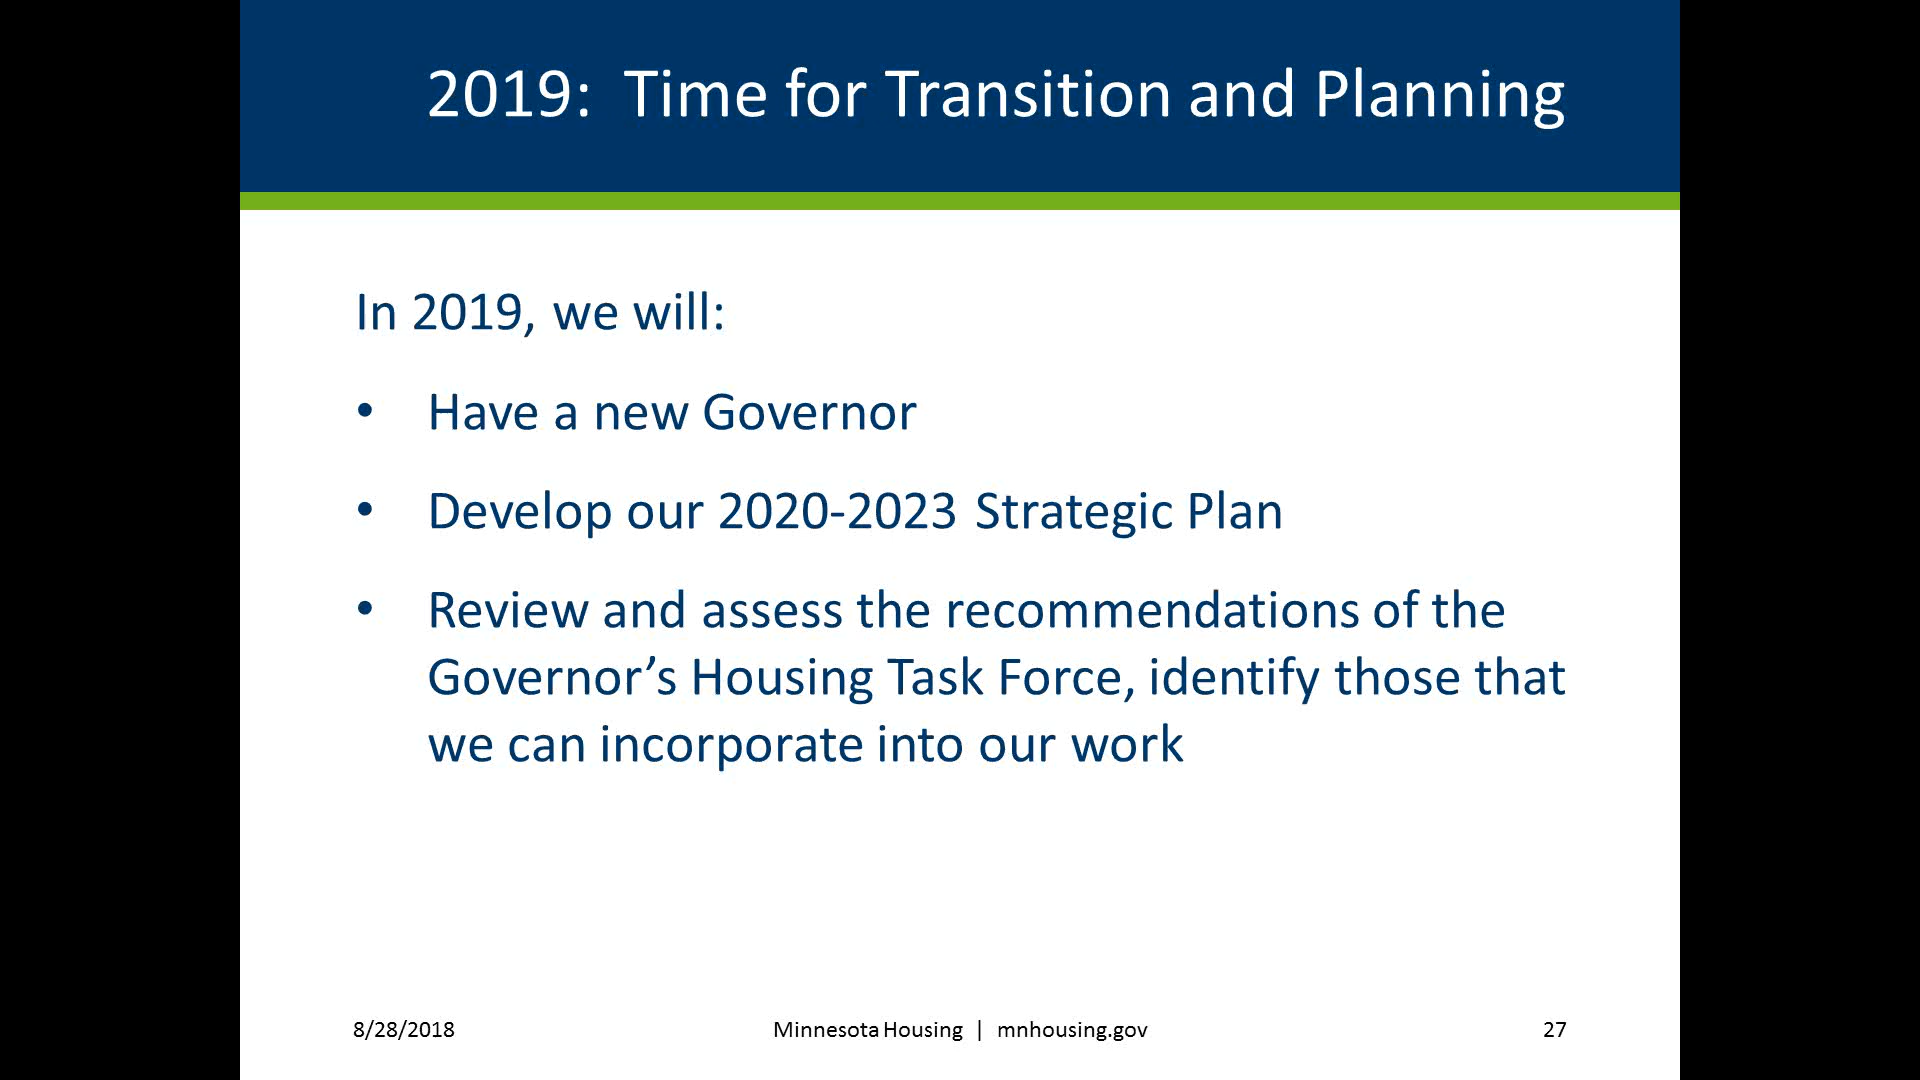 2019:  Time for Transition and Planning
In 2019, we will:
• Have a new Governor
• Develop our 2020-2023 Strategic Plan
• Review and assess the recommendations of the
Governor’s Housing Task Force, identify those that
we can incorporate into our work
8/28/2018 Minnesota Housing | mnhousing.gov 27